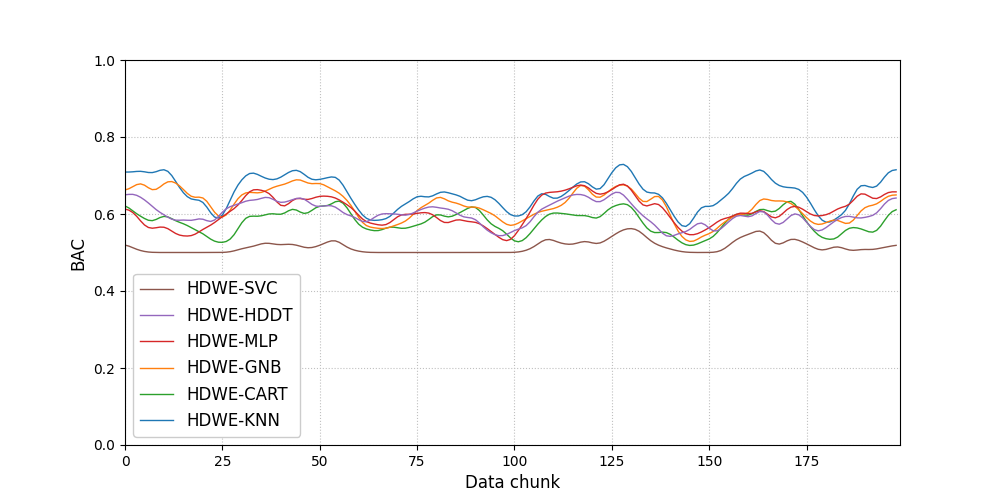 1.0
0.8
0.6
0.4
0.2
0.0
BAC
HDWE-SVC
HDWE-HDDT
HDWE-MLP
HDWE-GNB
HDWE-CART
HDWE-KNN
0 25 50 75 100 125 150 175
Data chunk